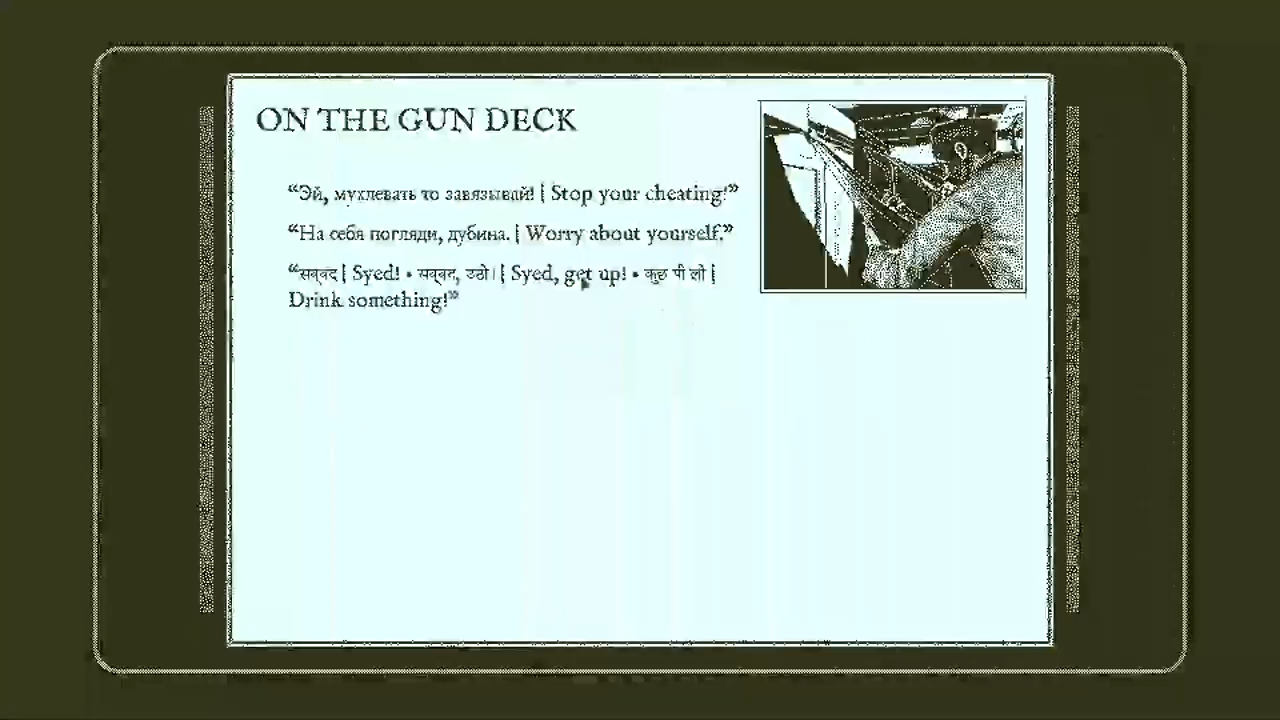 ON THE GUN DECK
“Эй, мухлевать то завязывай! | Stop your cheating!”
“На себя погляди, дубина. | Worry about yourself.”
“सय्यद | Syed! • सय्यद, उठो। | Syed, get up! • कुछ पी लो |
Drink something!”